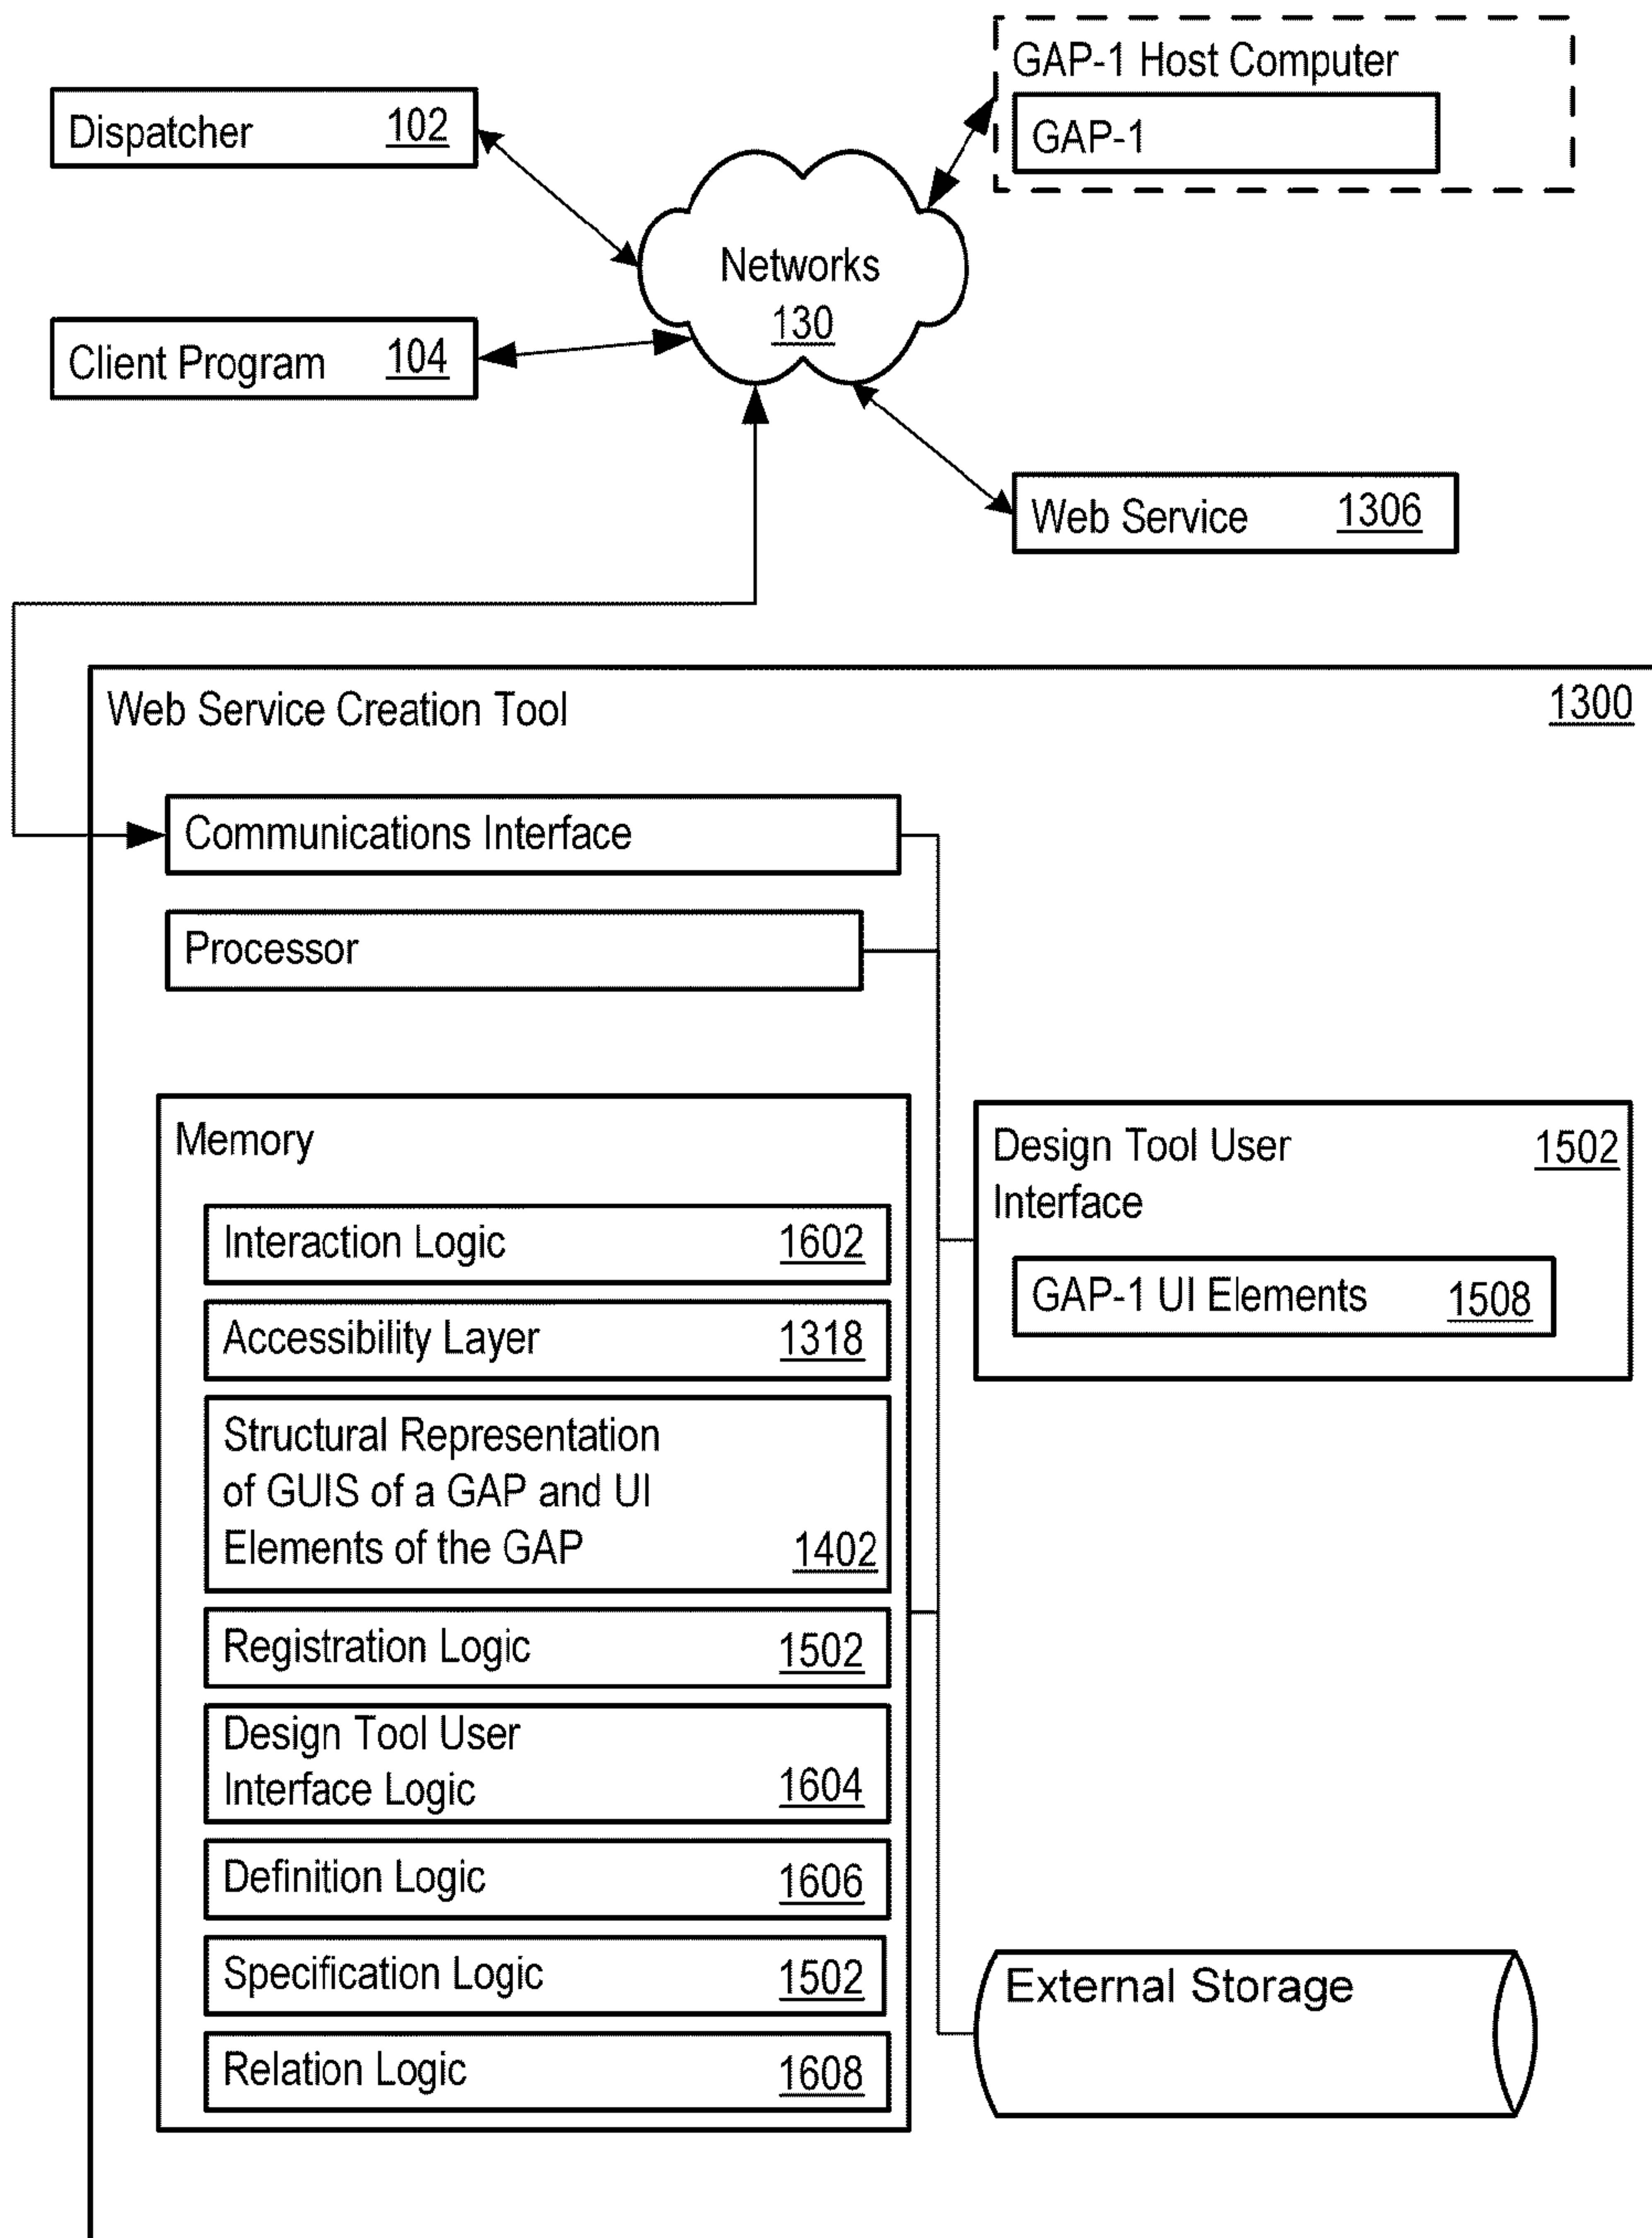 GAP-1 Host Computer
GAP-1
Dispatcher 102
Networks
130
Client Program 104
Web Service 1306
Web Service Creation Tool 1300
Communications Interface
Processor
Memory
Interaction Logic 1602
Accessibility Layer 1318
Structural Representation
of GUIS of a GAP and UI
Elements of the GAP 1402
Registration Logic 1502
Design Tool User
Interface Logic 1604
Definition Logic 1606
Specification Logic 1502
Relation Logic 1608
Design Tool User 1502
Interface
GAP-1 UI Elements 1508
External Storage